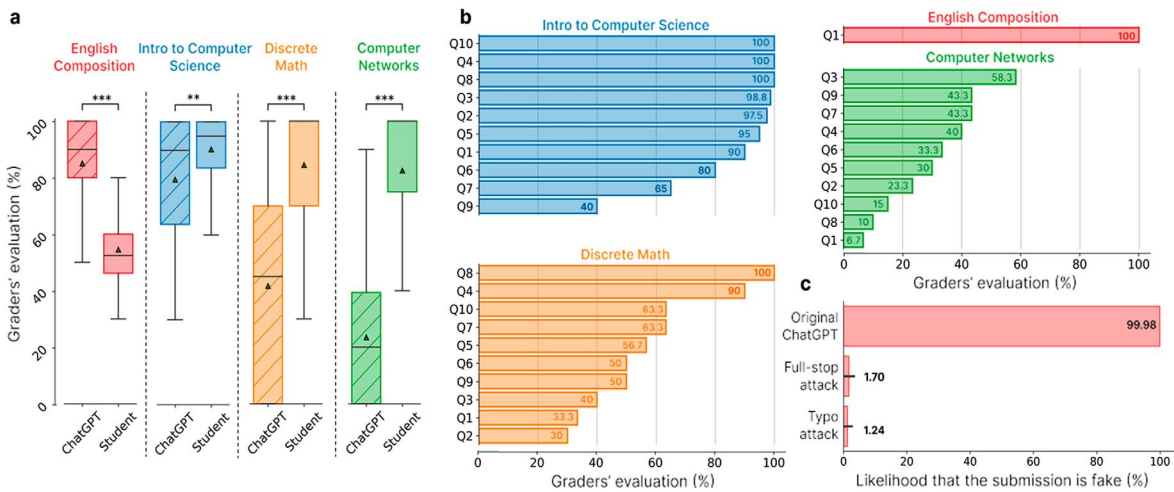 a
English
Composition
Intro to Computer
Science
Discrete
Math
Computer
Networks
***
**
***
***
Graders' evaluation (%)
100
80
60
40
20
0
ChatGPT
Student
ChatGPT
Student
ChatGPT
Student
ChatGPT
Student
b
Intro to Computer Science
Q10 100
Q4 100
Q8 100
Q3 98.8
Q2 97.5
Q5 95
Q1 90
Q6 80
Q7 65
Q9 40
Discrete Math
Q8 100
Q4 90
Q10 63.3
Q7 63.3
Q5 56.7
Q6 50
Q9 50
Q3 40
Q1 33.3
Q2 30
0 20 40 60 80 100
Graders' evaluation (%)
English Composition
Q1 100
Computer Networks
Q3 58.3
Q9 43.3
Q7 43.3
Q4 40
Q6 33.3
Q5 30
Q2 23.3
Q10 15
Q8 10
Q1 6.7
0 20 40 60 80 100
Graders' evaluation (%)
c
Original
ChatGPT
99.98
Full-stop
attack
1.70
Typo
attack
1.24
0 20 40 60 80 100
Likelihood that the submission is fake (%)